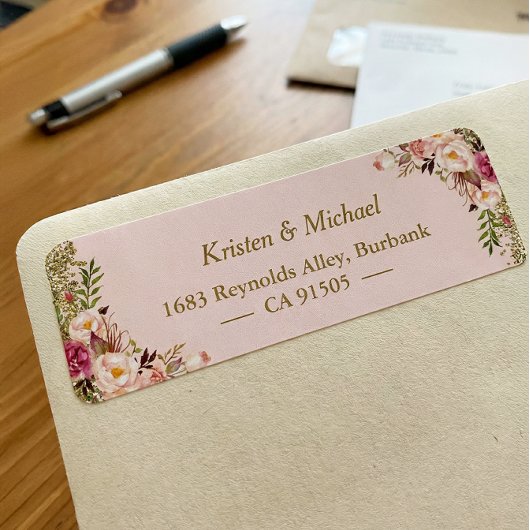 Kristen & Michael
1683 Reynolds Alley, Burbank
CA 91505